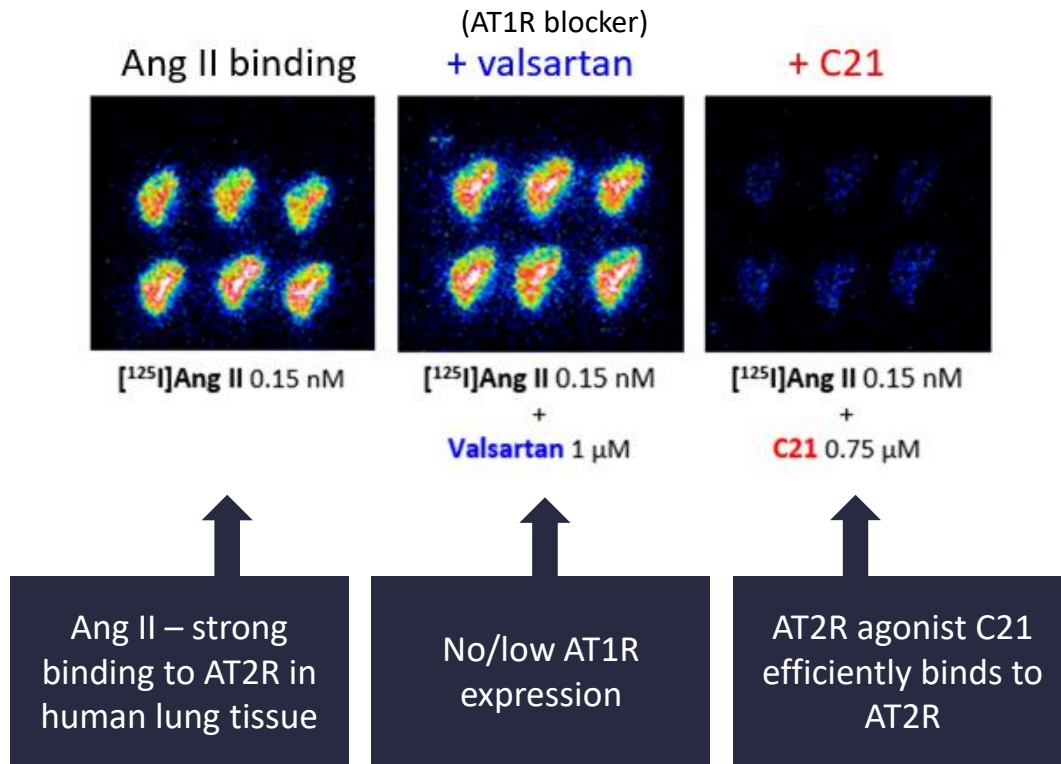 (AT1R blocker)
Ang II binding
+ valsartan
+ C21
[¹²⁵I]Ang II 0.15 nM
[¹²⁵I]Ang II 0.15 nM
+
Valsartan 1 µM
[¹²⁵I]Ang II 0.15 nM
+
C21 0.75 µM
Ang II – strong
binding to AT2R in
human lung tissue
No/low AT1R
expression
AT2R agonist C21
efficiently binds to
AT2R